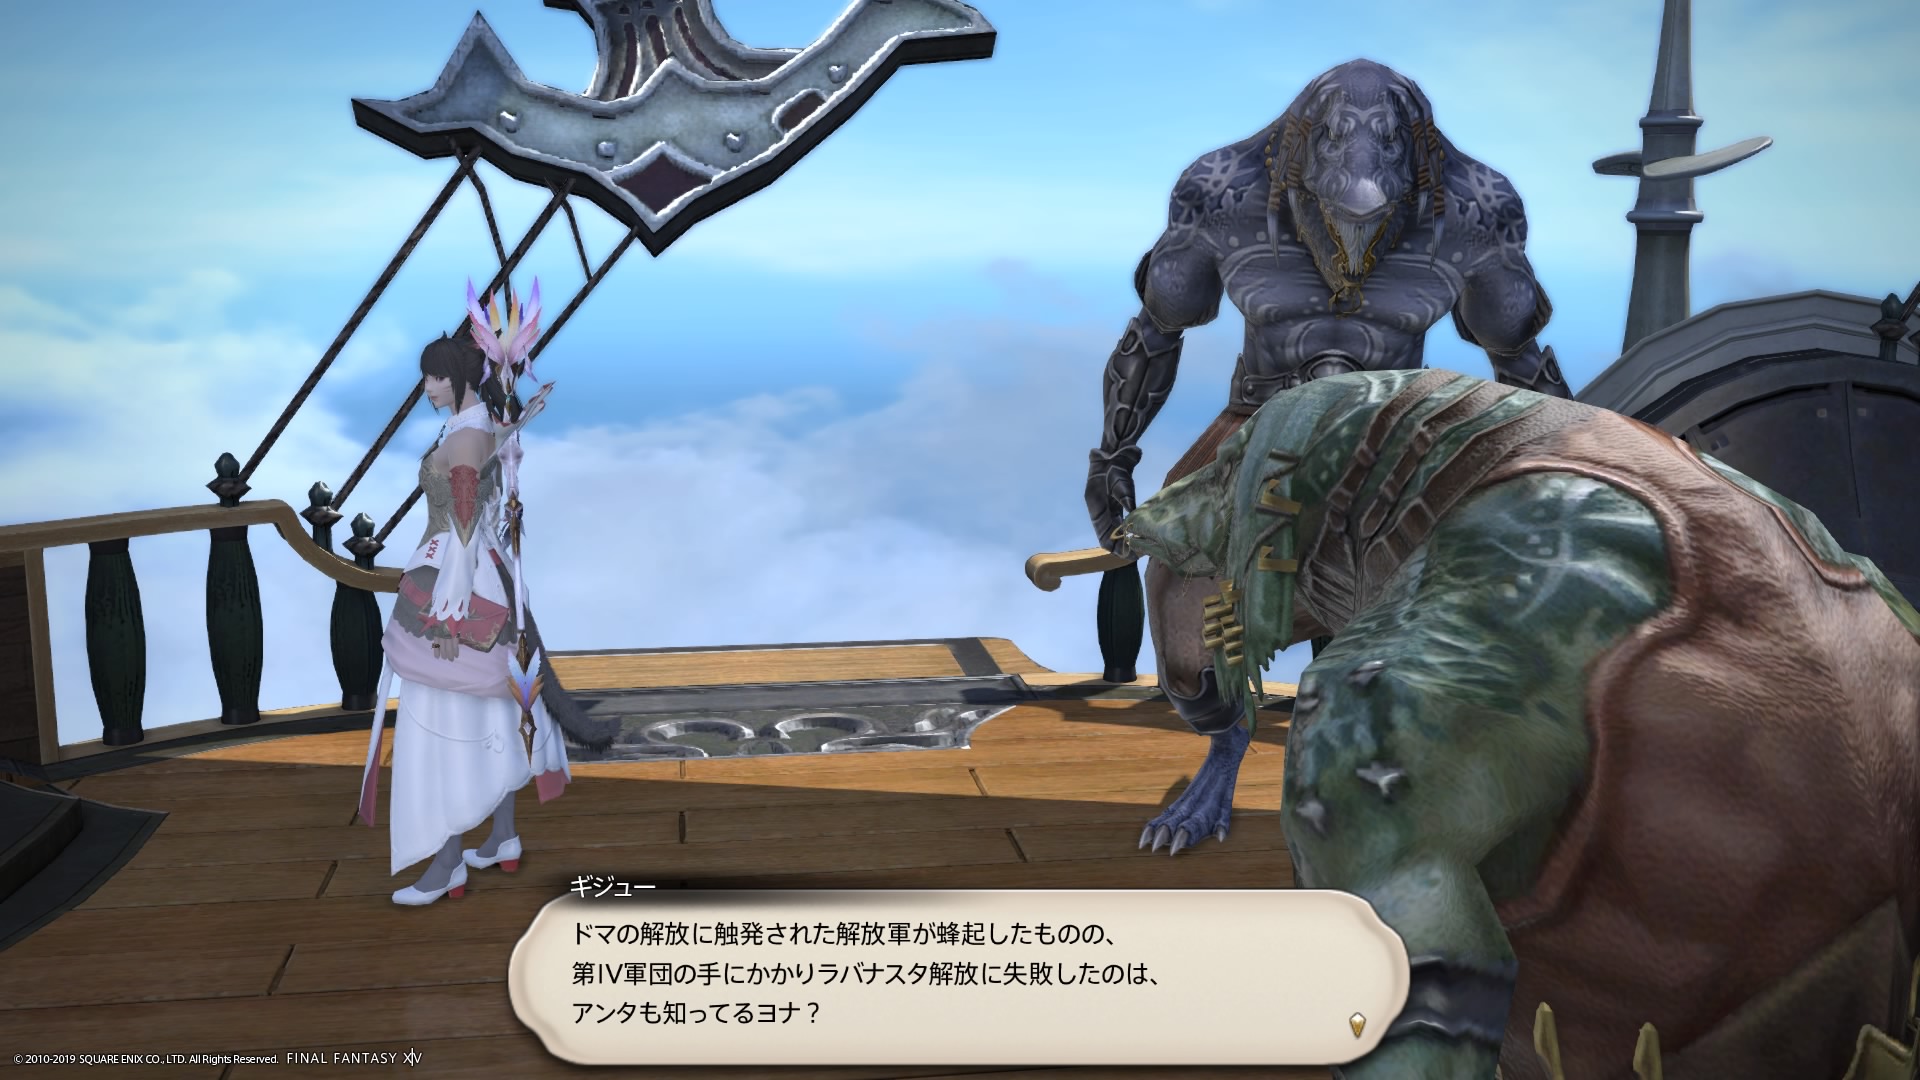 ギジュー
ドマの解放に触発された解放軍が蜂起したものの、
第IV軍団の手にかかりラバナスタ解放に失敗したのは、
アンタも知ってるヨナ？
© 2010-2019 SQUARE ENIX CO., LTD. All Rights Reserved. FINAL FANTASY XIV